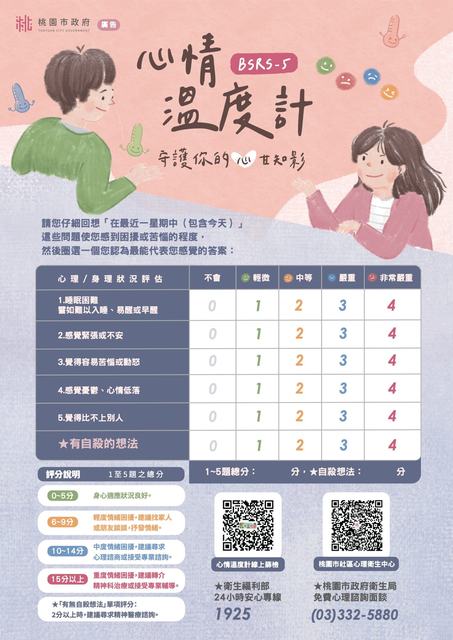 桃園市政府
TAOYUAN CITY GOVERNMENT
廣告
心情
BSRS-5
溫度計
守護你的心 甘知影
請您仔細回想「在最近一星期中（包含今天）」
這些問題使您感到困擾或苦惱的程度，
然後圈選一個您認為最能代表您感覺的答案：
心理/身理狀況評估 不會 輕微 中等 嚴重 非常嚴重
1.睡眠困難
譬如難以入睡、易醒或早醒 0 1 2 3 4
2.感覺緊張或不安 0 1 2 3 4
3.覺得容易苦惱或動怒 0 1 2 3 4
4.感覺憂鬱、心情低落 0 1 2 3 4
5.覺得比不上別人 0 1 2 3 4
★有自殺的想法 0 1 2 3 4
評分說明 1至5題之總分
1~5題總分： 分，★自殺想法： 分
0~5分 身心適應狀況良好。
6~9分 輕度情緒困擾，建議找家人
或朋友談談，抒發情緒。
10~14分 中度情緒困擾，建議尋求
心理諮商或接受專業諮詢。
15分以上 重度情緒困擾，建議轉介
精神科治療或接受專業輔導。
★「有無自殺想法」單項評分：
2分以上時，建議尋求精神醫療諮詢。
心情溫度計線上篩檢
桃園市社區心理衛生中心
★衛生福利部
24小時安心專線
1925
★桃園市政府衛生局
免費心理諮詢面談
(03)332-5880